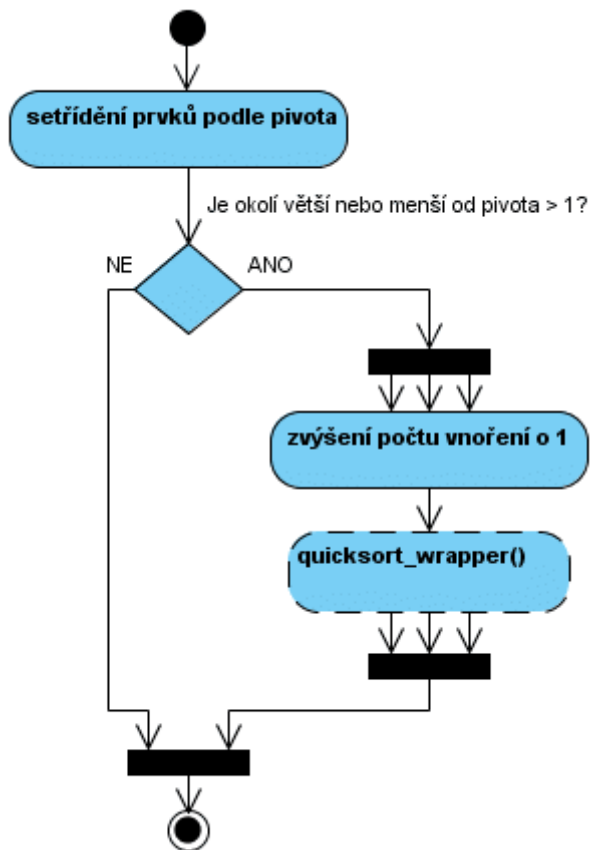 setřídění prvků podle pivota
Je okolí větší nebo menší od pivota > 1?
NE
ANO
zvýšení počtu vnoření o 1
quicksort_wrapper()